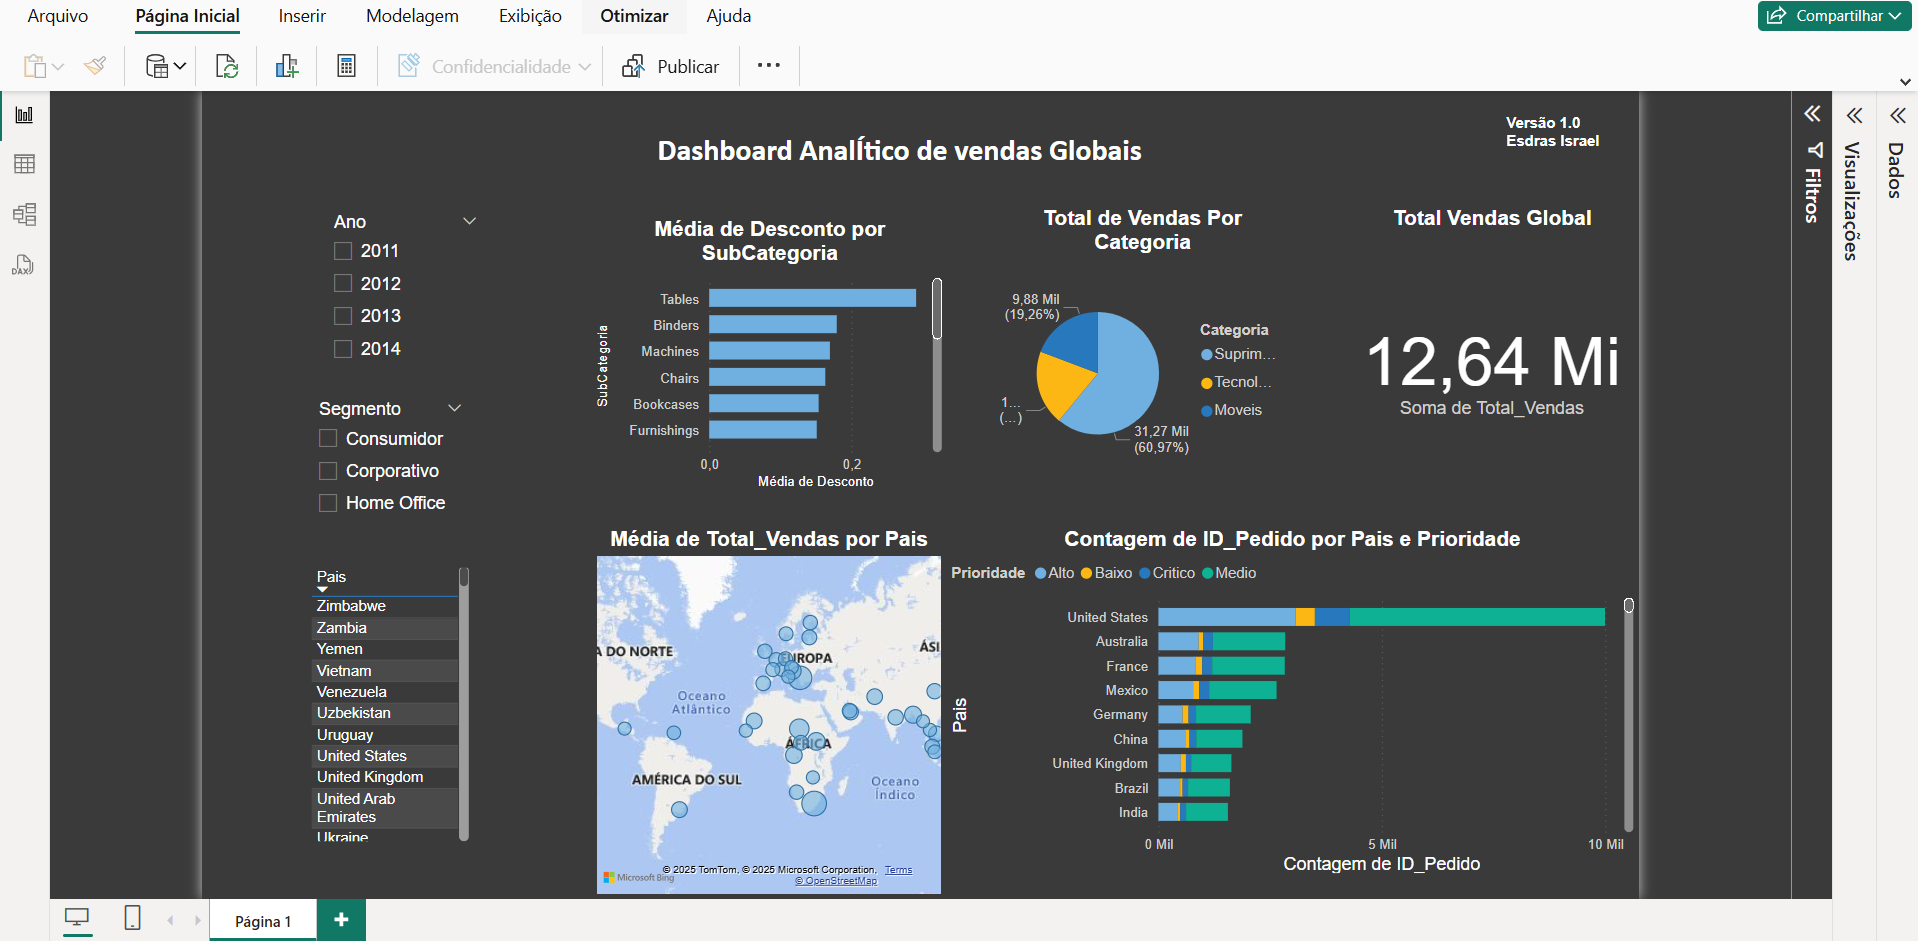 Arquivo
Página Inicial
Inserir
Modelagem
Exibição
Otimizar
Ajuda
Compartilhar
Confidencialidade
Publicar
Versão 1.0
Esdras Israel
Dashboard AnalÍtico de vendas Globais
Filtros
Visualizações
Dados
DAX
Ano
2011
2012
2013
2014
Segmento
Consumidor
Corporativo
Home Office
Pais
Zimbabwe
Zambia
Yemen
Vietnam
Venezuela
Uzbekistan
Uruguay
United States
United Kingdom
United Arab
Emirates
Ukraine
Média de Desconto por
SubCategoria
SubCategoria
Tables
Binders
Machines
Chairs
Bookcases
Furnishings
0,0
0,2
Média de Desconto
Total de Vendas Por
Categoria
9,88 Mil
(19,26%)
1...
(...)
31,27 Mil
(60,97%)
Categoria
Suprim...
Tecnol...
Moveis
Total Vendas Global
12,64 Mi
Soma de Total_Vendas
Média de Total_Vendas por Pais
A DO NORTE
EUROPA
ÁSI
Oceano
Atlântico
ÁFRICA
AMÉRICA DO SUL
Oceano
Índico
Microsoft Bing
© 2025 TomTom, © 2025 Microsoft Corporation,
Terms
© OpenStreetMap
Contagem de ID_Pedido por Pais e Prioridade
Prioridade
Alto
Baixo
Critico
Medio
Pais
United States
Australia
France
Mexico
Germany
China
United Kingdom
Brazil
India
0 Mil
5 Mil
10 Mil
Contagem de ID_Pedido
Página 1